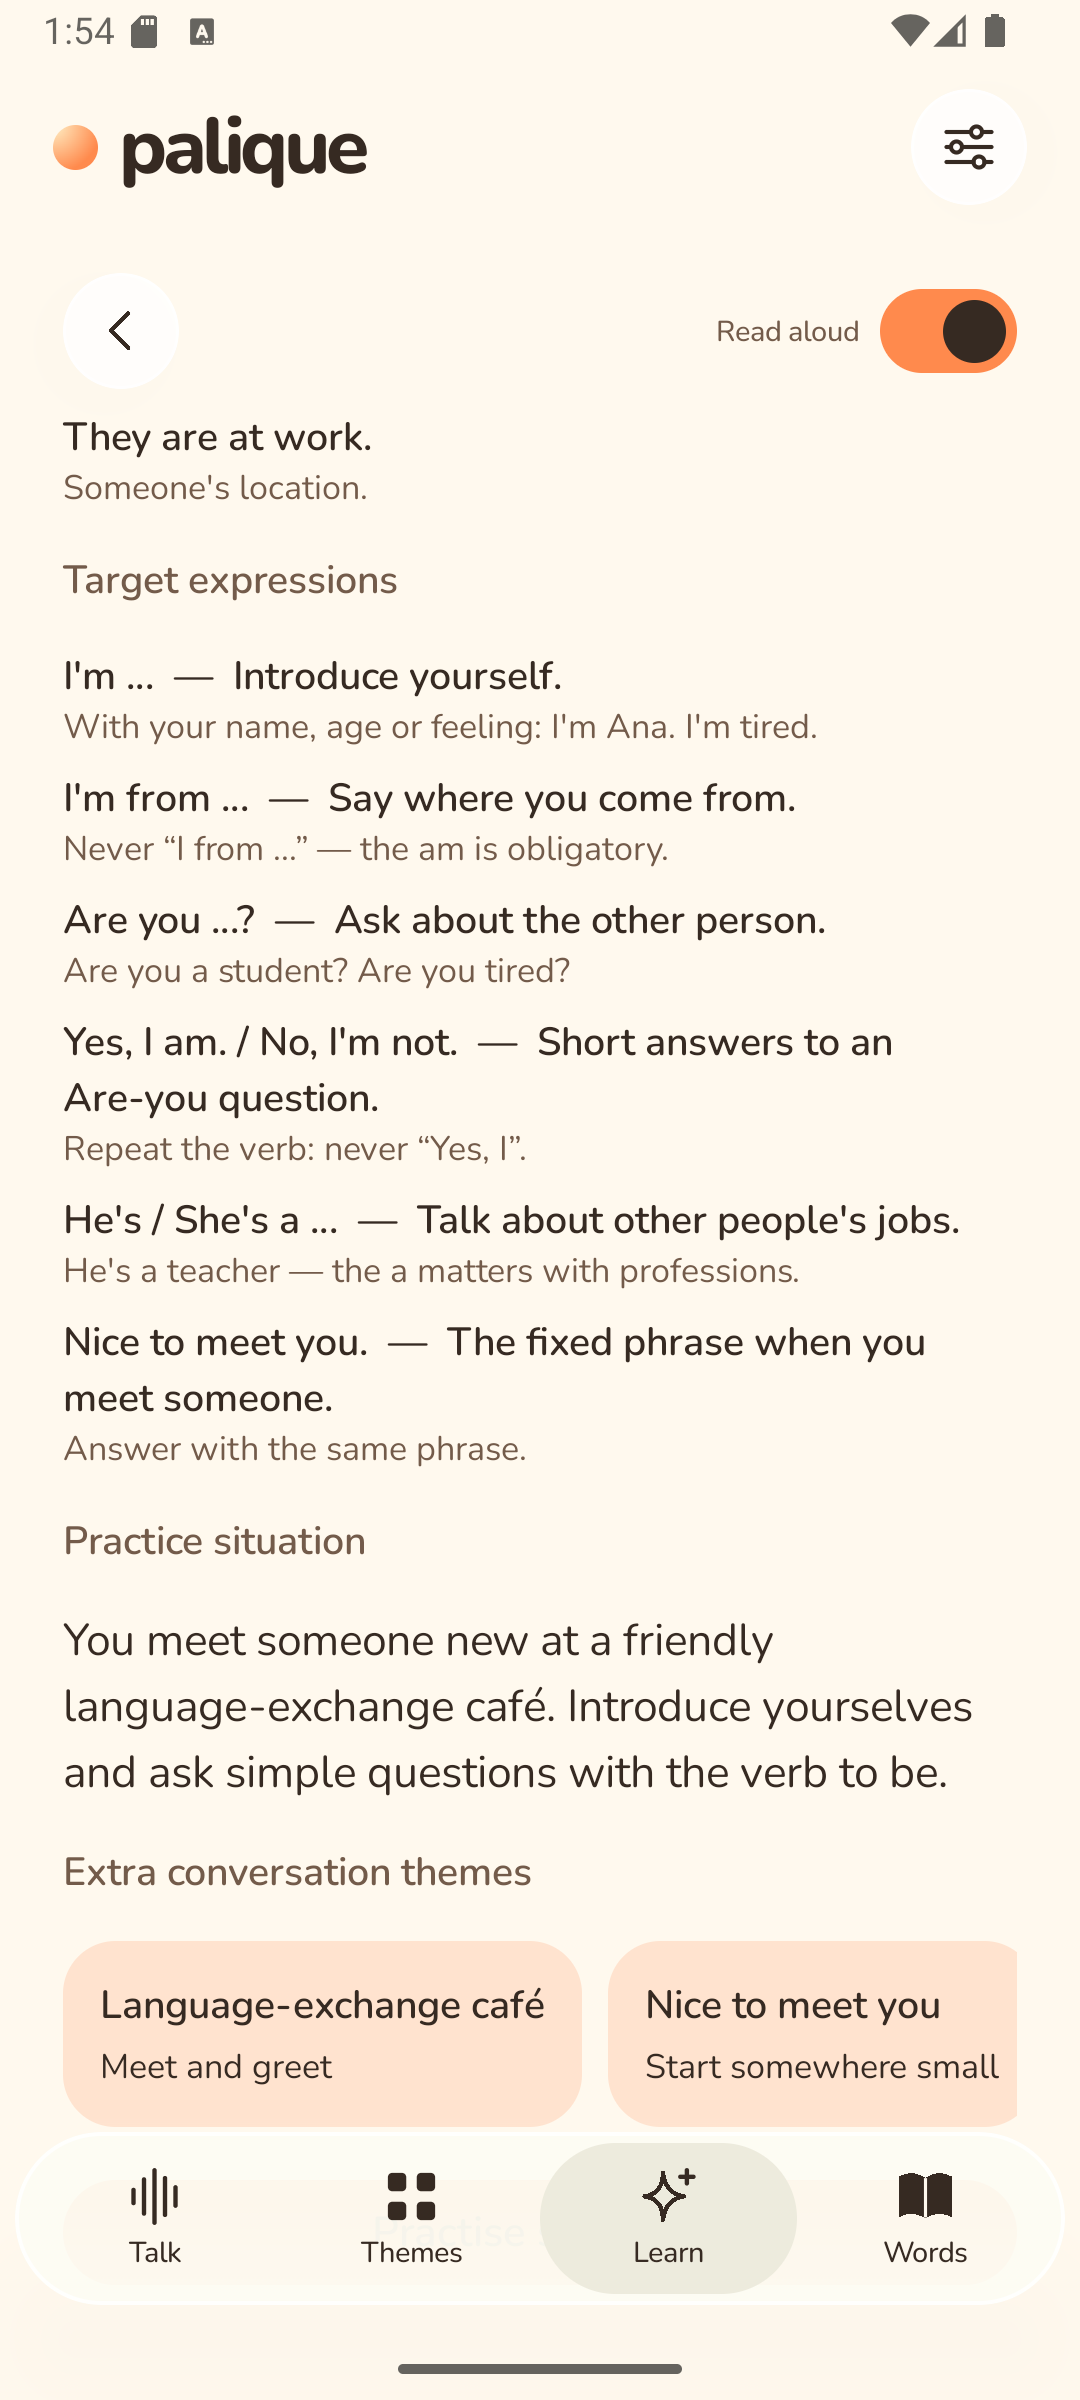 1:54
palique
Read aloud
They are at work.
Someone's location.
Target expressions
I'm ... — Introduce yourself.
With your name, age or feeling: I'm Ana. I'm tired.
I'm from ... — Say where you come from.
Never “I from ...” — the am is obligatory.
Are you ...? — Ask about the other person.
Are you a student? Are you tired?
Yes, I am. / No, I'm not. — Short answers to an
Are-you question.
Repeat the verb: never “Yes, I”.
He's / She's a ... — Talk about other people's jobs.
He's a teacher — the a matters with professions.
Nice to meet you. — The fixed phrase when you
meet someone.
Answer with the same phrase.
Practice situation
You meet someone new at a friendly
language-exchange café. Introduce yourselves
and ask simple questions with the verb to be.
Extra conversation themes
Language-exchange café
Meet and greet
Nice to meet you
Start somewhere small
Practise
Talk
Themes
Learn
Words